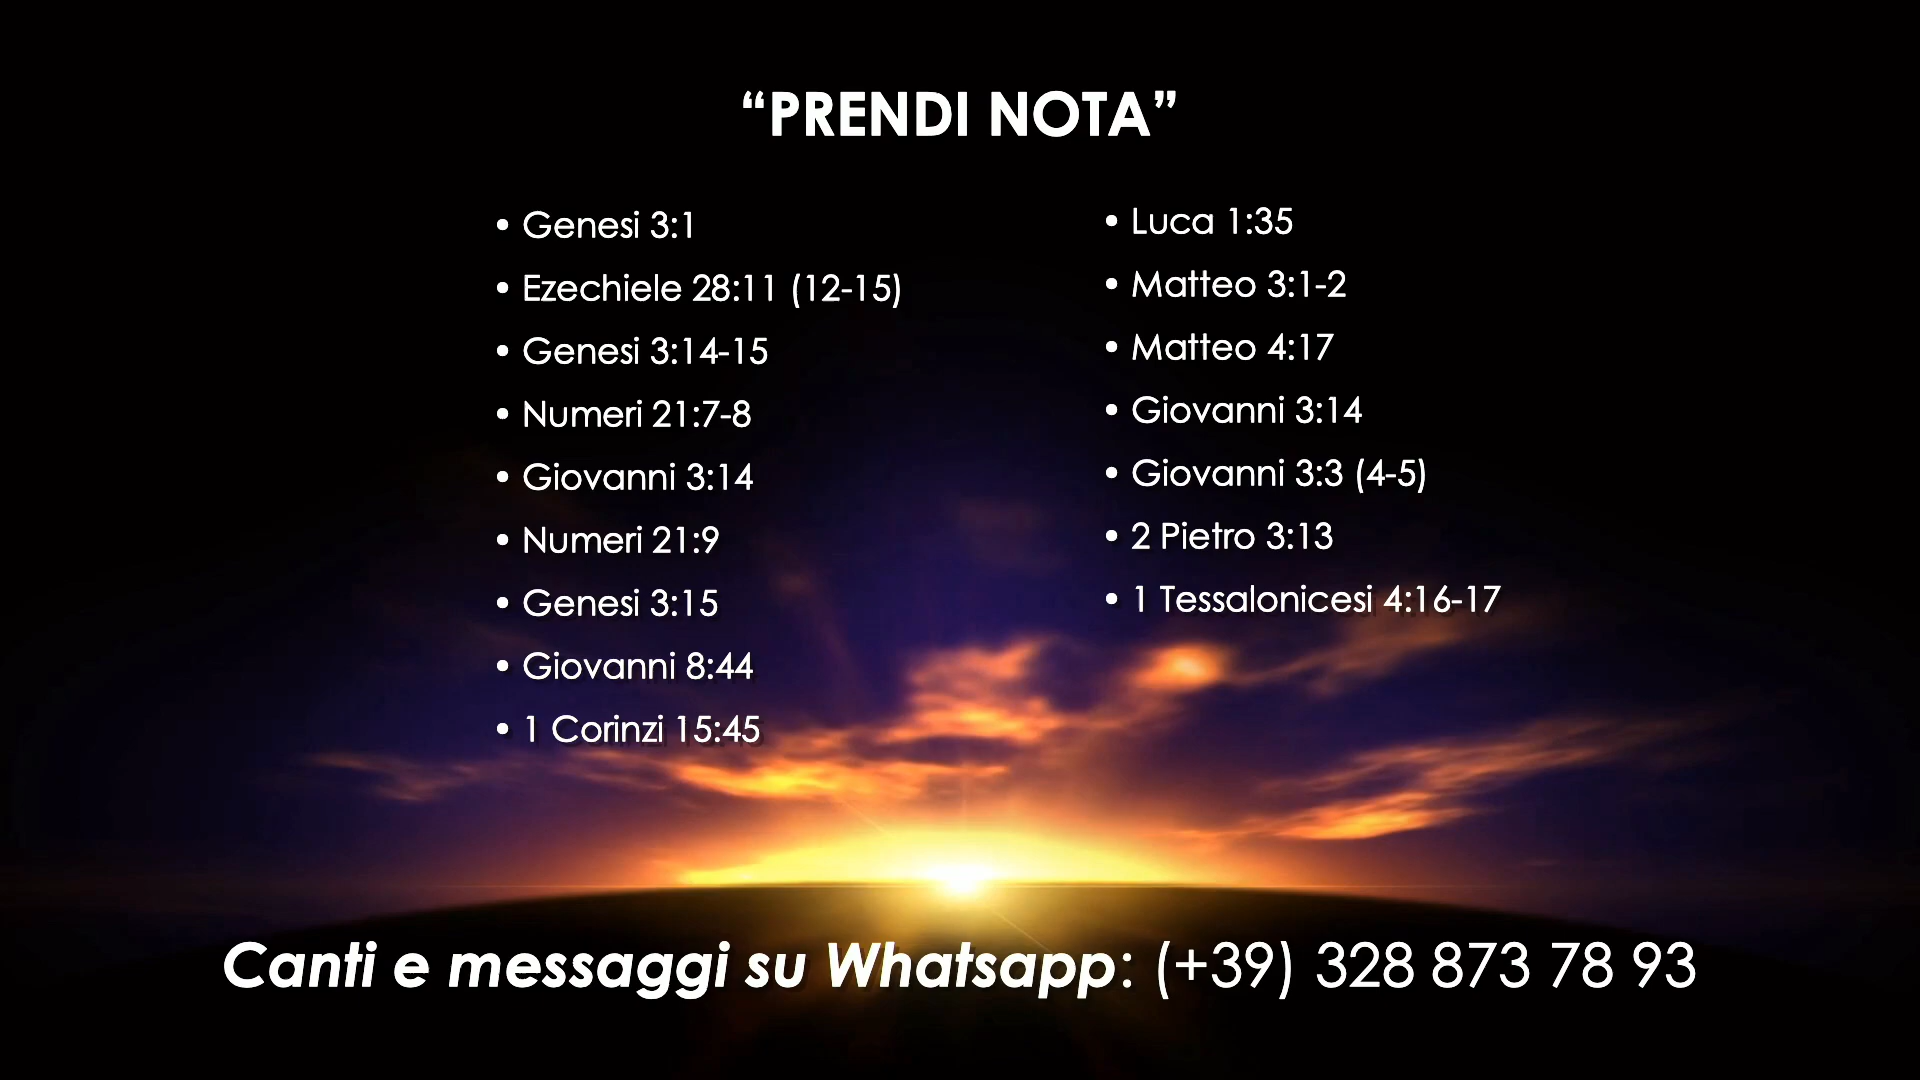 “PRENDI NOTA”
• Genesi 3:1
• Ezechiele 28:11 (12-15)
• Genesi 3:14-15
• Numeri 21:7-8
• Giovanni 3:14
• Numeri 21:9
• Genesi 3:15
• Giovanni 8:44
• 1 Corinzi 15:45
• Luca 1:35
• Matteo 3:1-2
• Matteo 4:17
• Giovanni 3:14
• Giovanni 3:3 (4-5)
• 2 Pietro 3:13
• 1 Tessalonicesi 4:16-17
Canti e messaggi su Whatsapp: (+39) 328 873 78 93